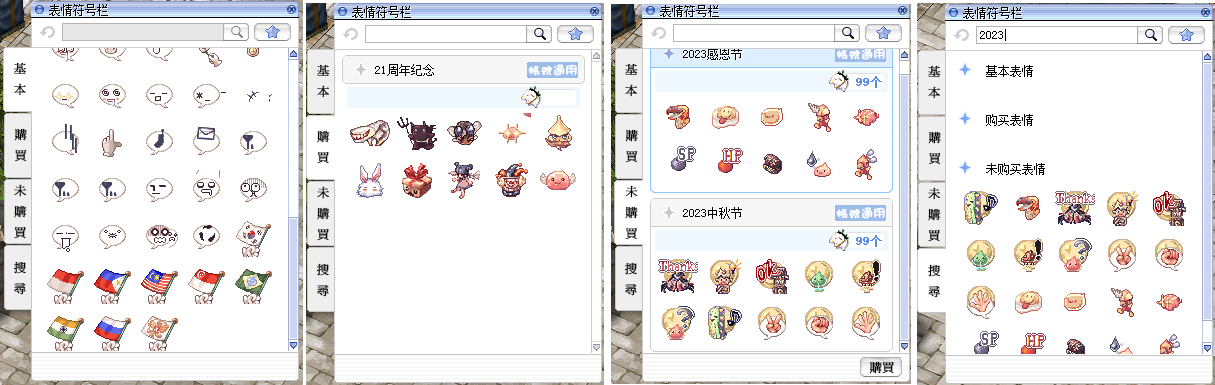 表情符号栏
基本
購買
未購買
搜尋
表情符号栏
基本
購買
未購買
搜尋
21周年纪念
帳號通用
表情符号栏
基本
購買
未購買
搜尋
2023感恩节
帳號通用
99个
SP
HP
2023中秋节
帳號通用
99个
Thanks
Ok
購買
表情符号栏
2023
基本
購買
未購買
搜尋
基本表情
购买表情
未购买表情
Thanks
Ok
SP
HP